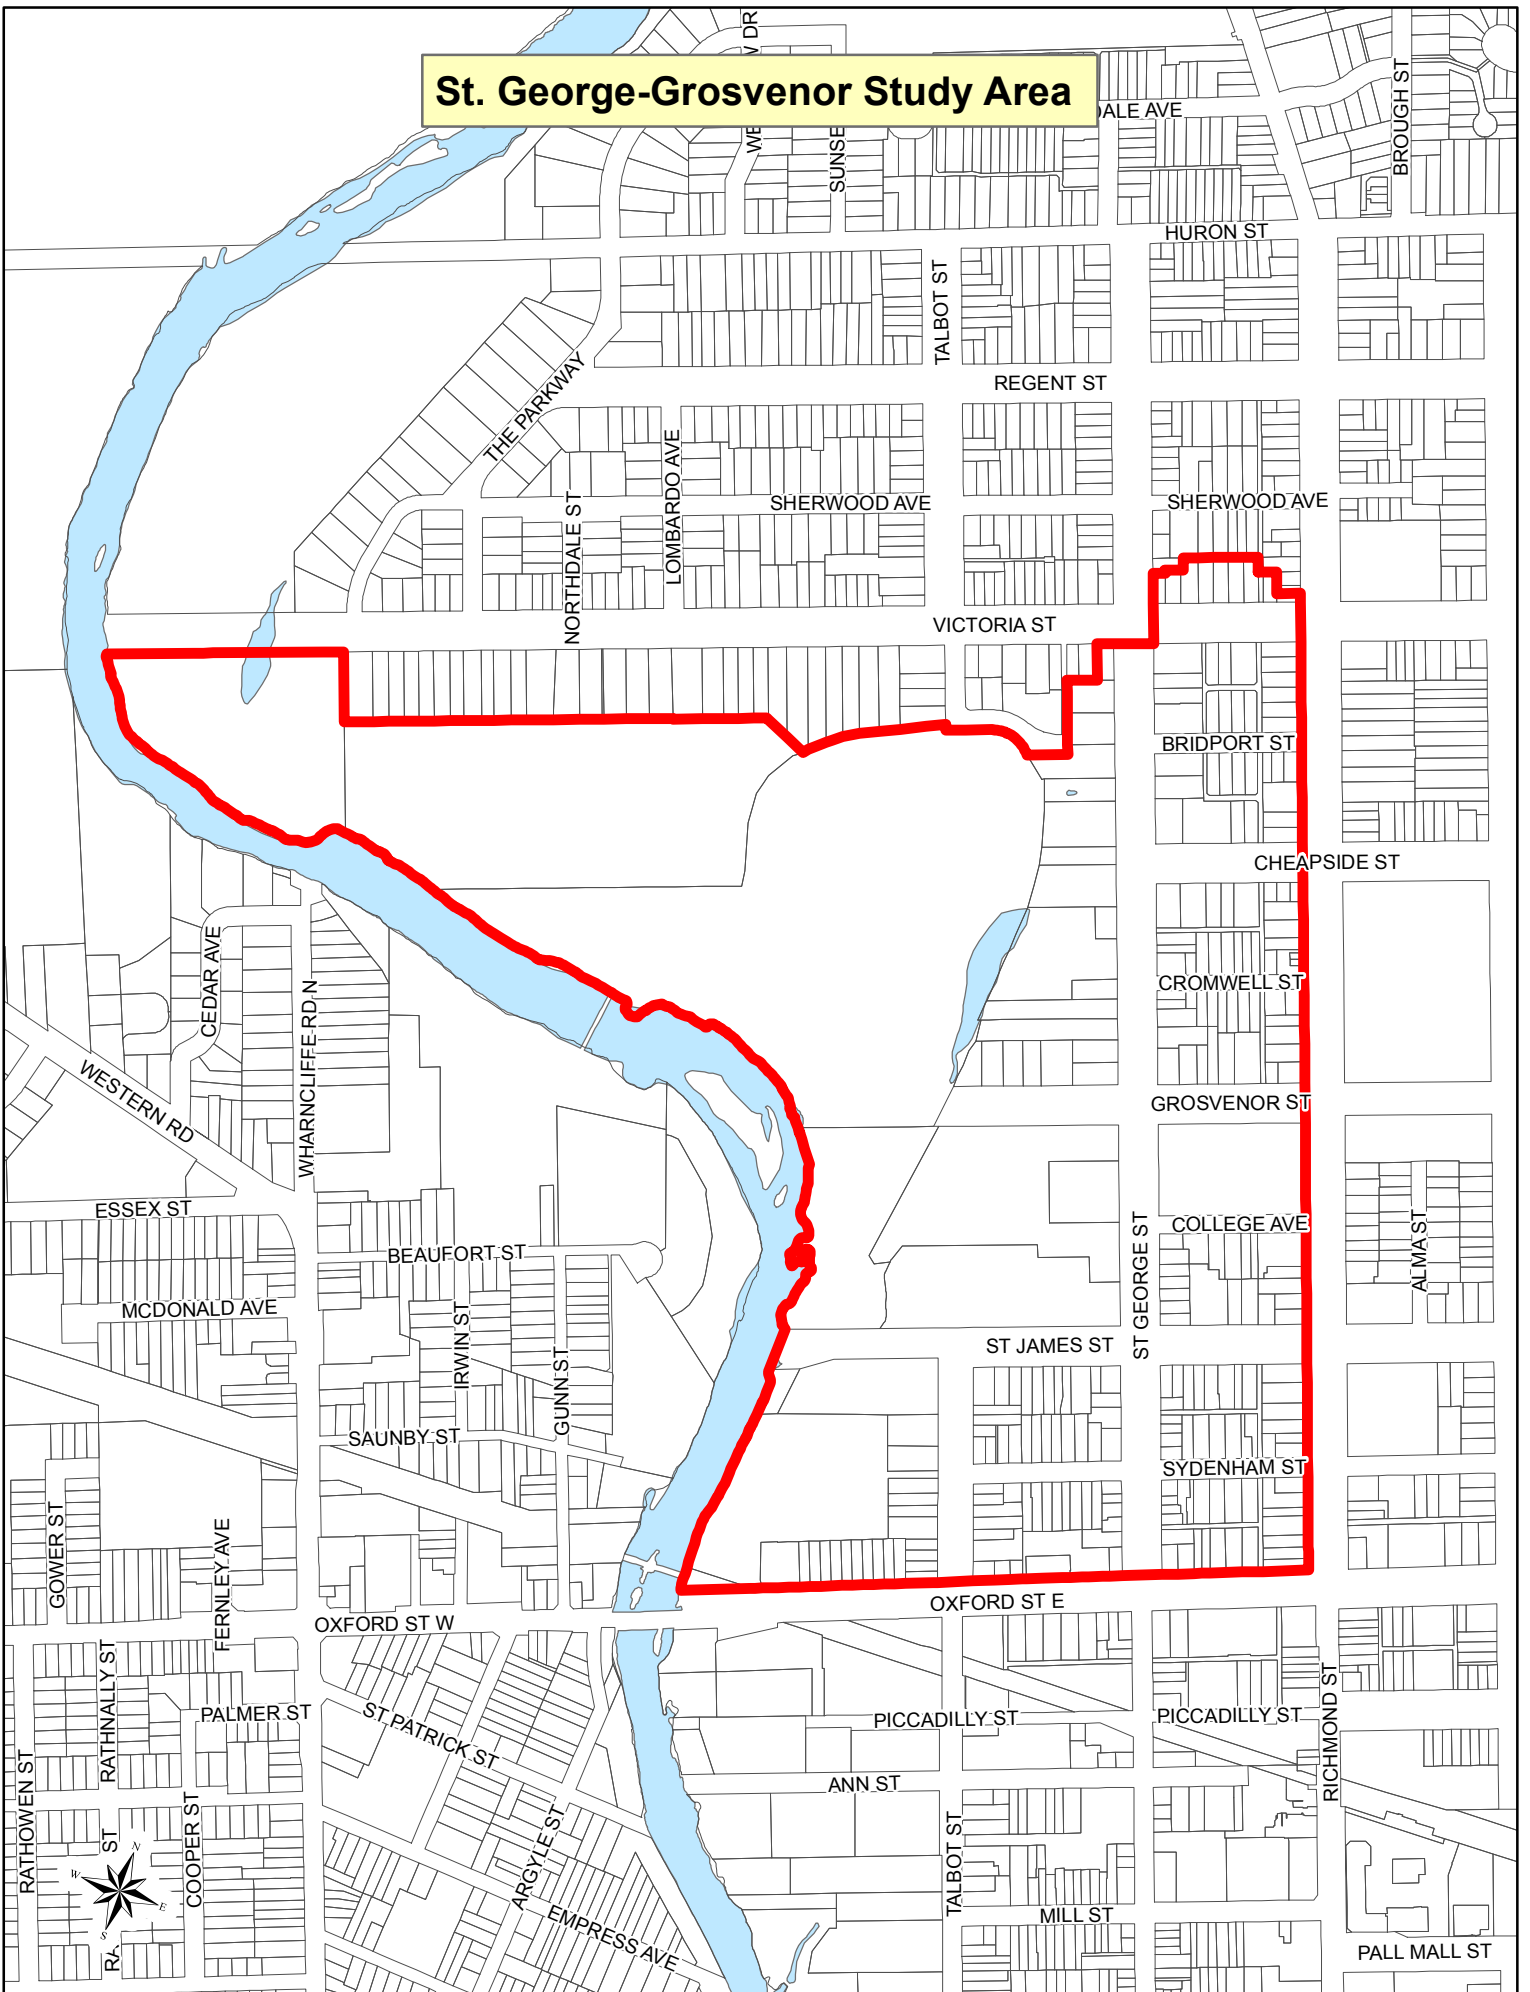 St. George-Grosvenor Study Area
DALE AVE
BROUGH ST
SUNSE
HURON ST
TALBOT ST
THE PARKWAY
REGENT ST
LOMBARDO AVE
NORTHDALE ST
SHERWOOD AVE
SHERWOOD AVE
VICTORIA ST
BRIDPORT ST
CHEAPSIDE ST
CEDAR AVE
WHARNCLIFFE RD N
CROMWELL ST
WESTERN RD
GROSVENOR ST
ESSEX ST
BEAUFORT ST
COLLEGE AVE
ST GEORGE ST
ALMA ST
MCDONALD AVE
IRWIN ST
GUNN ST
ST JAMES ST
SAUNBY ST
SYDENHAM ST
GOWER ST
FERNLEY AVE
OXFORD ST W
OXFORD ST E
RATHNALLY ST
PALMER ST
ST PATRICK ST
PICCADILLY ST
PICCADILLY ST
RICHMOND ST
RATHOWEN ST
COOPER ST
ANN ST
ARGYLE ST
TALBOT ST
ST
N
W
E
S
EMPRESS AVE
MILL ST
PALL MALL ST